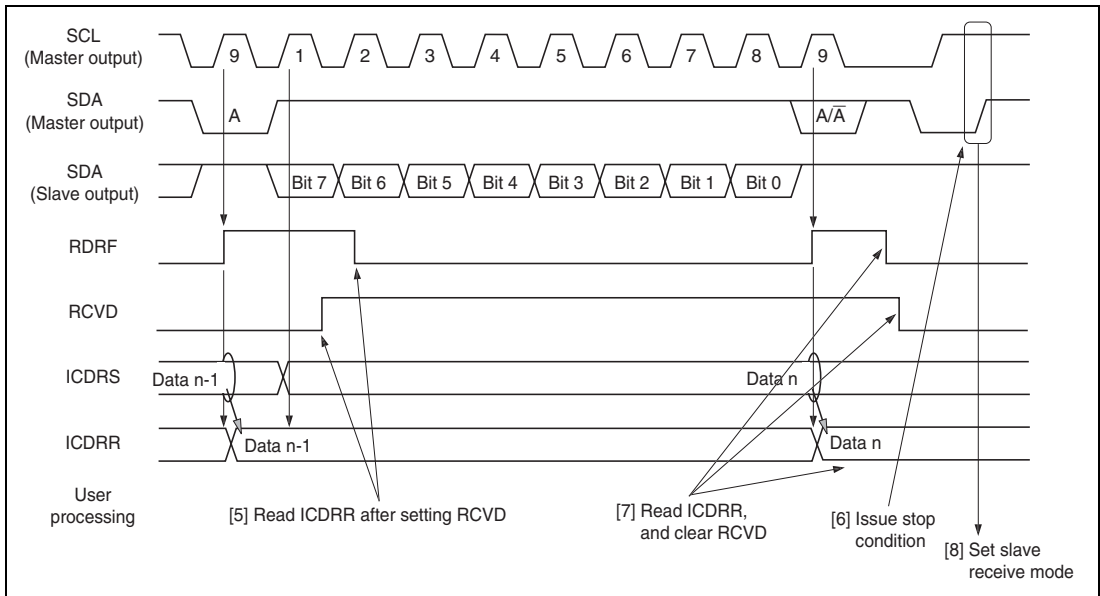 SCL
(Master output)
9 1 2 3 4 5 6 7 8 9
SDA
(Master output)
A A/A̅
SDA
(Slave output)
Bit 7 Bit 6 Bit 5 Bit 4 Bit 3 Bit 2 Bit 1 Bit 0
RDRF
RCVD
ICDRS
Data n-1 Data n
ICDRR
Data n-1 Data n
User
processing
[5] Read ICDRR after setting RCVD
[7] Read ICDRR,
and clear RCVD
[6] Issue stop
condition
[8] Set slave
receive mode